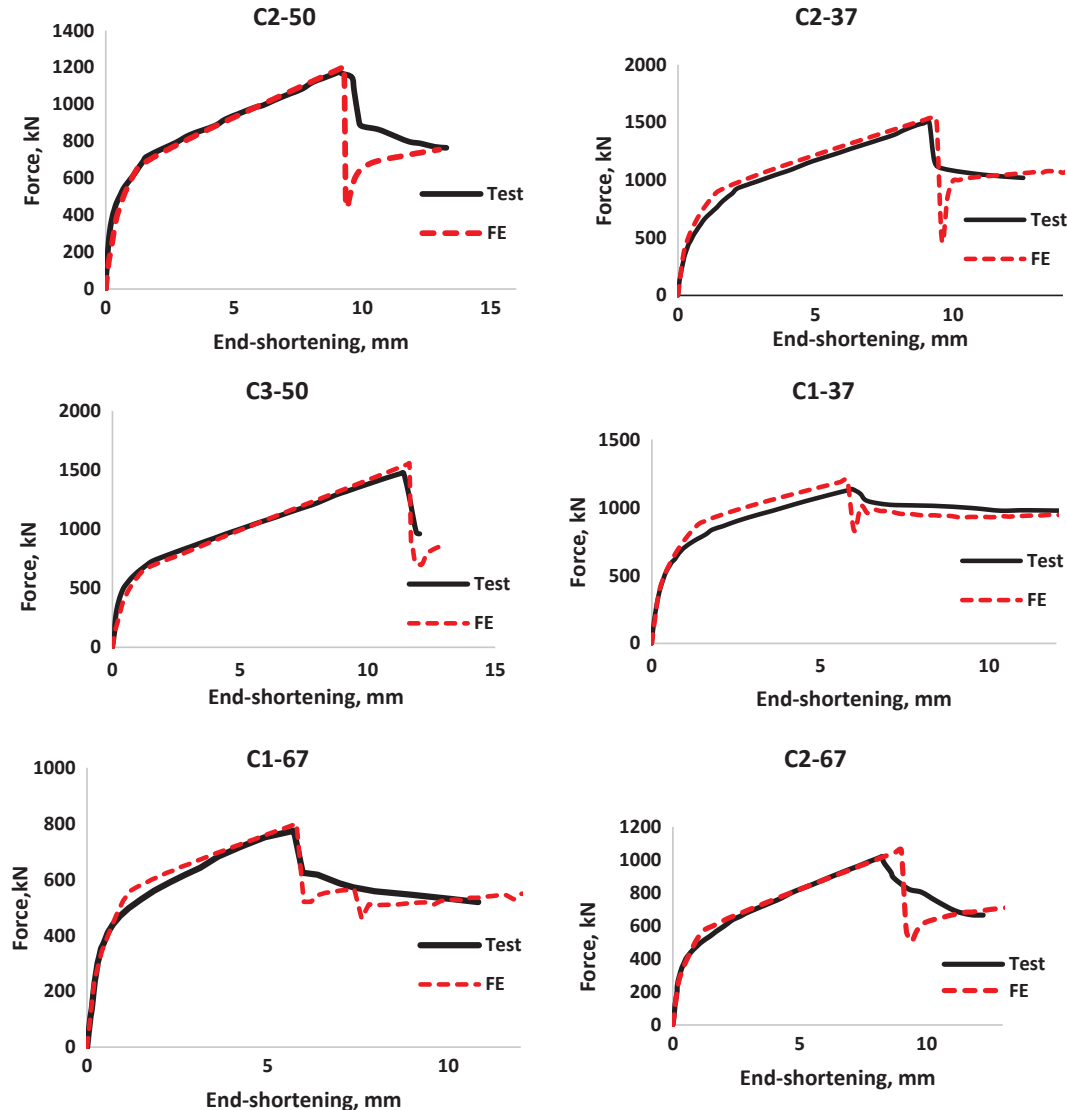 C2-50
1400
1200
1000
800
600
400
200
0
Force, kN
Test
FE
0
5
10
15
End-shortening, mm
C2-37
2000
1500
1000
500
0
Force, kN
Test
FE
0
5
10
End-shortening, mm
C3-50
2000
1500
1000
500
0
Force, kN
Test
FE
0
5
10
15
End-shortening, mm
C1-37
1500
1000
500
0
Force, kN
Test
FE
0
5
10
End-shortening, mm
C1-67
1000
800
600
400
200
0
Force,kN
Test
FE
0
5
10
End-shortening, mm
C2-67
1200
1000
800
600
400
200
0
Force, kN
Test
FE
0
5
10
End-shortening, mm